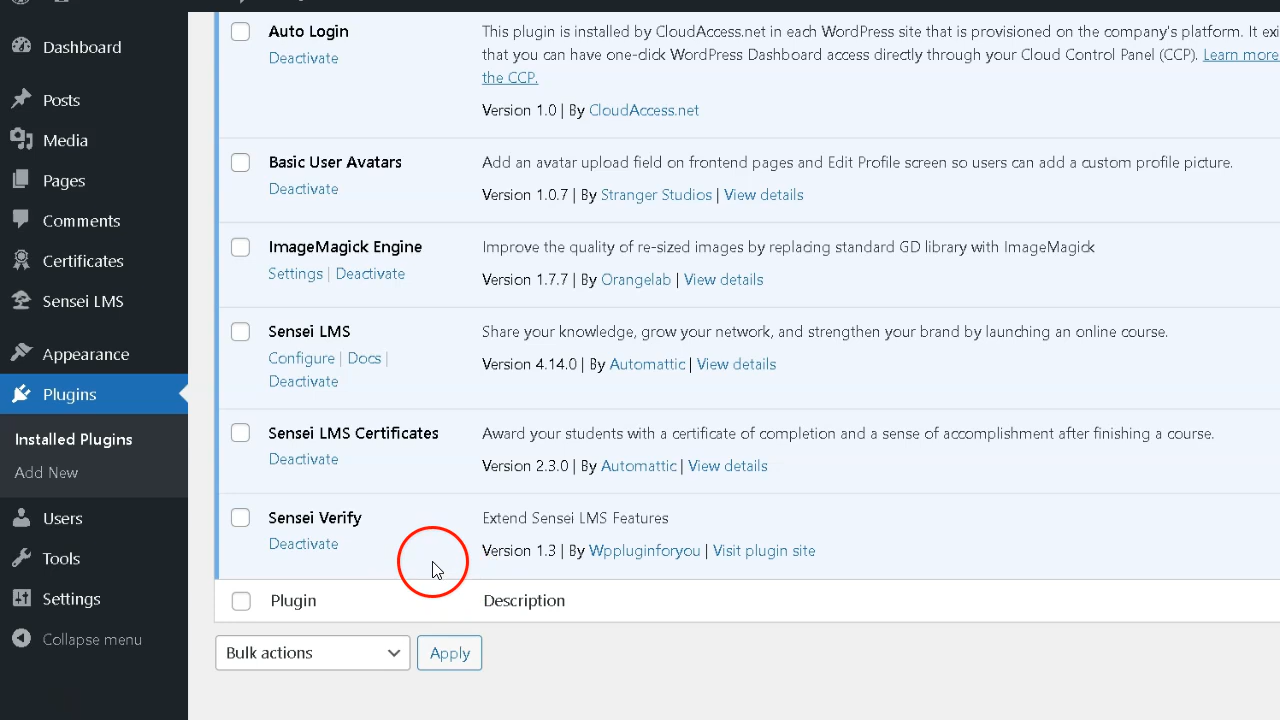 Dashboard
Posts
Media
Pages
Comments
Certificates
Sensei LMS
Appearance
Plugins
Installed Plugins
Add New
Users
Tools
Settings
Collapse menu
Auto Login
Deactivate
This plugin is installed by CloudAccess.net in each WordPress site that is provisioned on the company's platform. It
that you can have one-click WordPress Dashboard access directly through your Cloud Control Panel (CCP). Learn more
the CCP.
Version 1.0 | By CloudAccess.net
Basic User Avatars
Deactivate
Add an avatar upload field on frontend pages and Edit Profile screen so users can add a custom profile picture.
Version 1.0.7 | By Stranger Studios | View details
ImageMagick Engine
Settings | Deactivate
Improve the quality of re-sized images by replacing standard GD library with ImageMagick
Version 1.7.7 | By Orangelab | View details
Sensei LMS
Configure | Docs |
Deactivate
Share your knowledge, grow your network, and strengthen your brand by launching an online course.
Version 4.14.0 | By Automattic | View details
Sensei LMS Certificates
Deactivate
Award your students with a certificate of completion and a sense of accomplishment after finishing a course.
Version 2.3.0 | By Automattic | View details
Sensei Verify
Deactivate
Extend Sensei LMS Features
Version 1.3 | By Wppluginforyou | Visit plugin site
Plugin
Description
Bulk actions
Apply